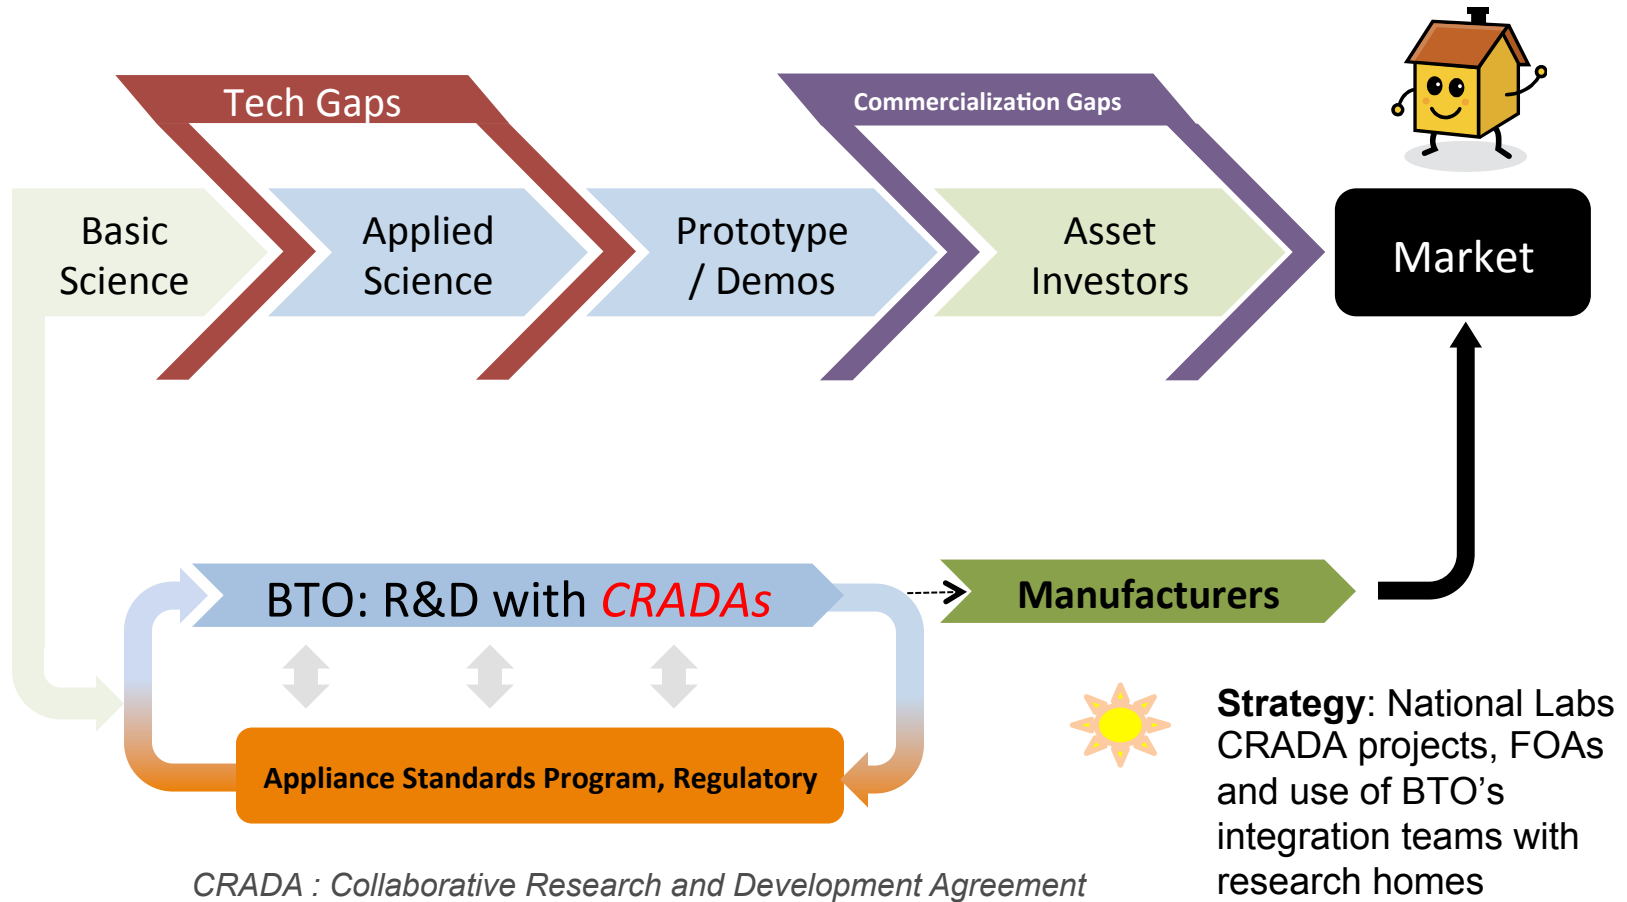 Tech Gaps
Commercialization Gaps
Basic
Science
Applied
Science
Prototype
/ Demos
Asset
Investors
Market
BTO: R&D with CRADAs
Manufacturers
Appliance Standards Program, Regulatory
Strategy: National Labs
CRADA projects, FOAs
and use of BTO’s
integration teams with
research homes
CRADA : Collaborative Research and Development Agreement